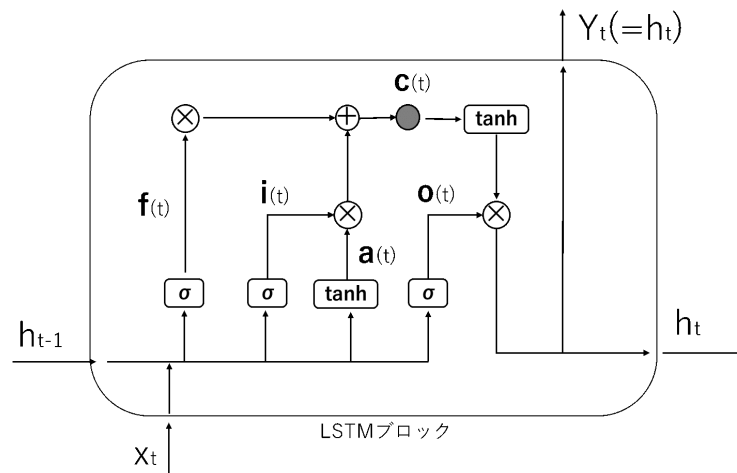 Yt(=ht)
c(t)
× + tanh
f(t) i(t) × o(t) ×
a(t)
σ σ tanh σ
ht-1 ht
LSTMブロック
xt